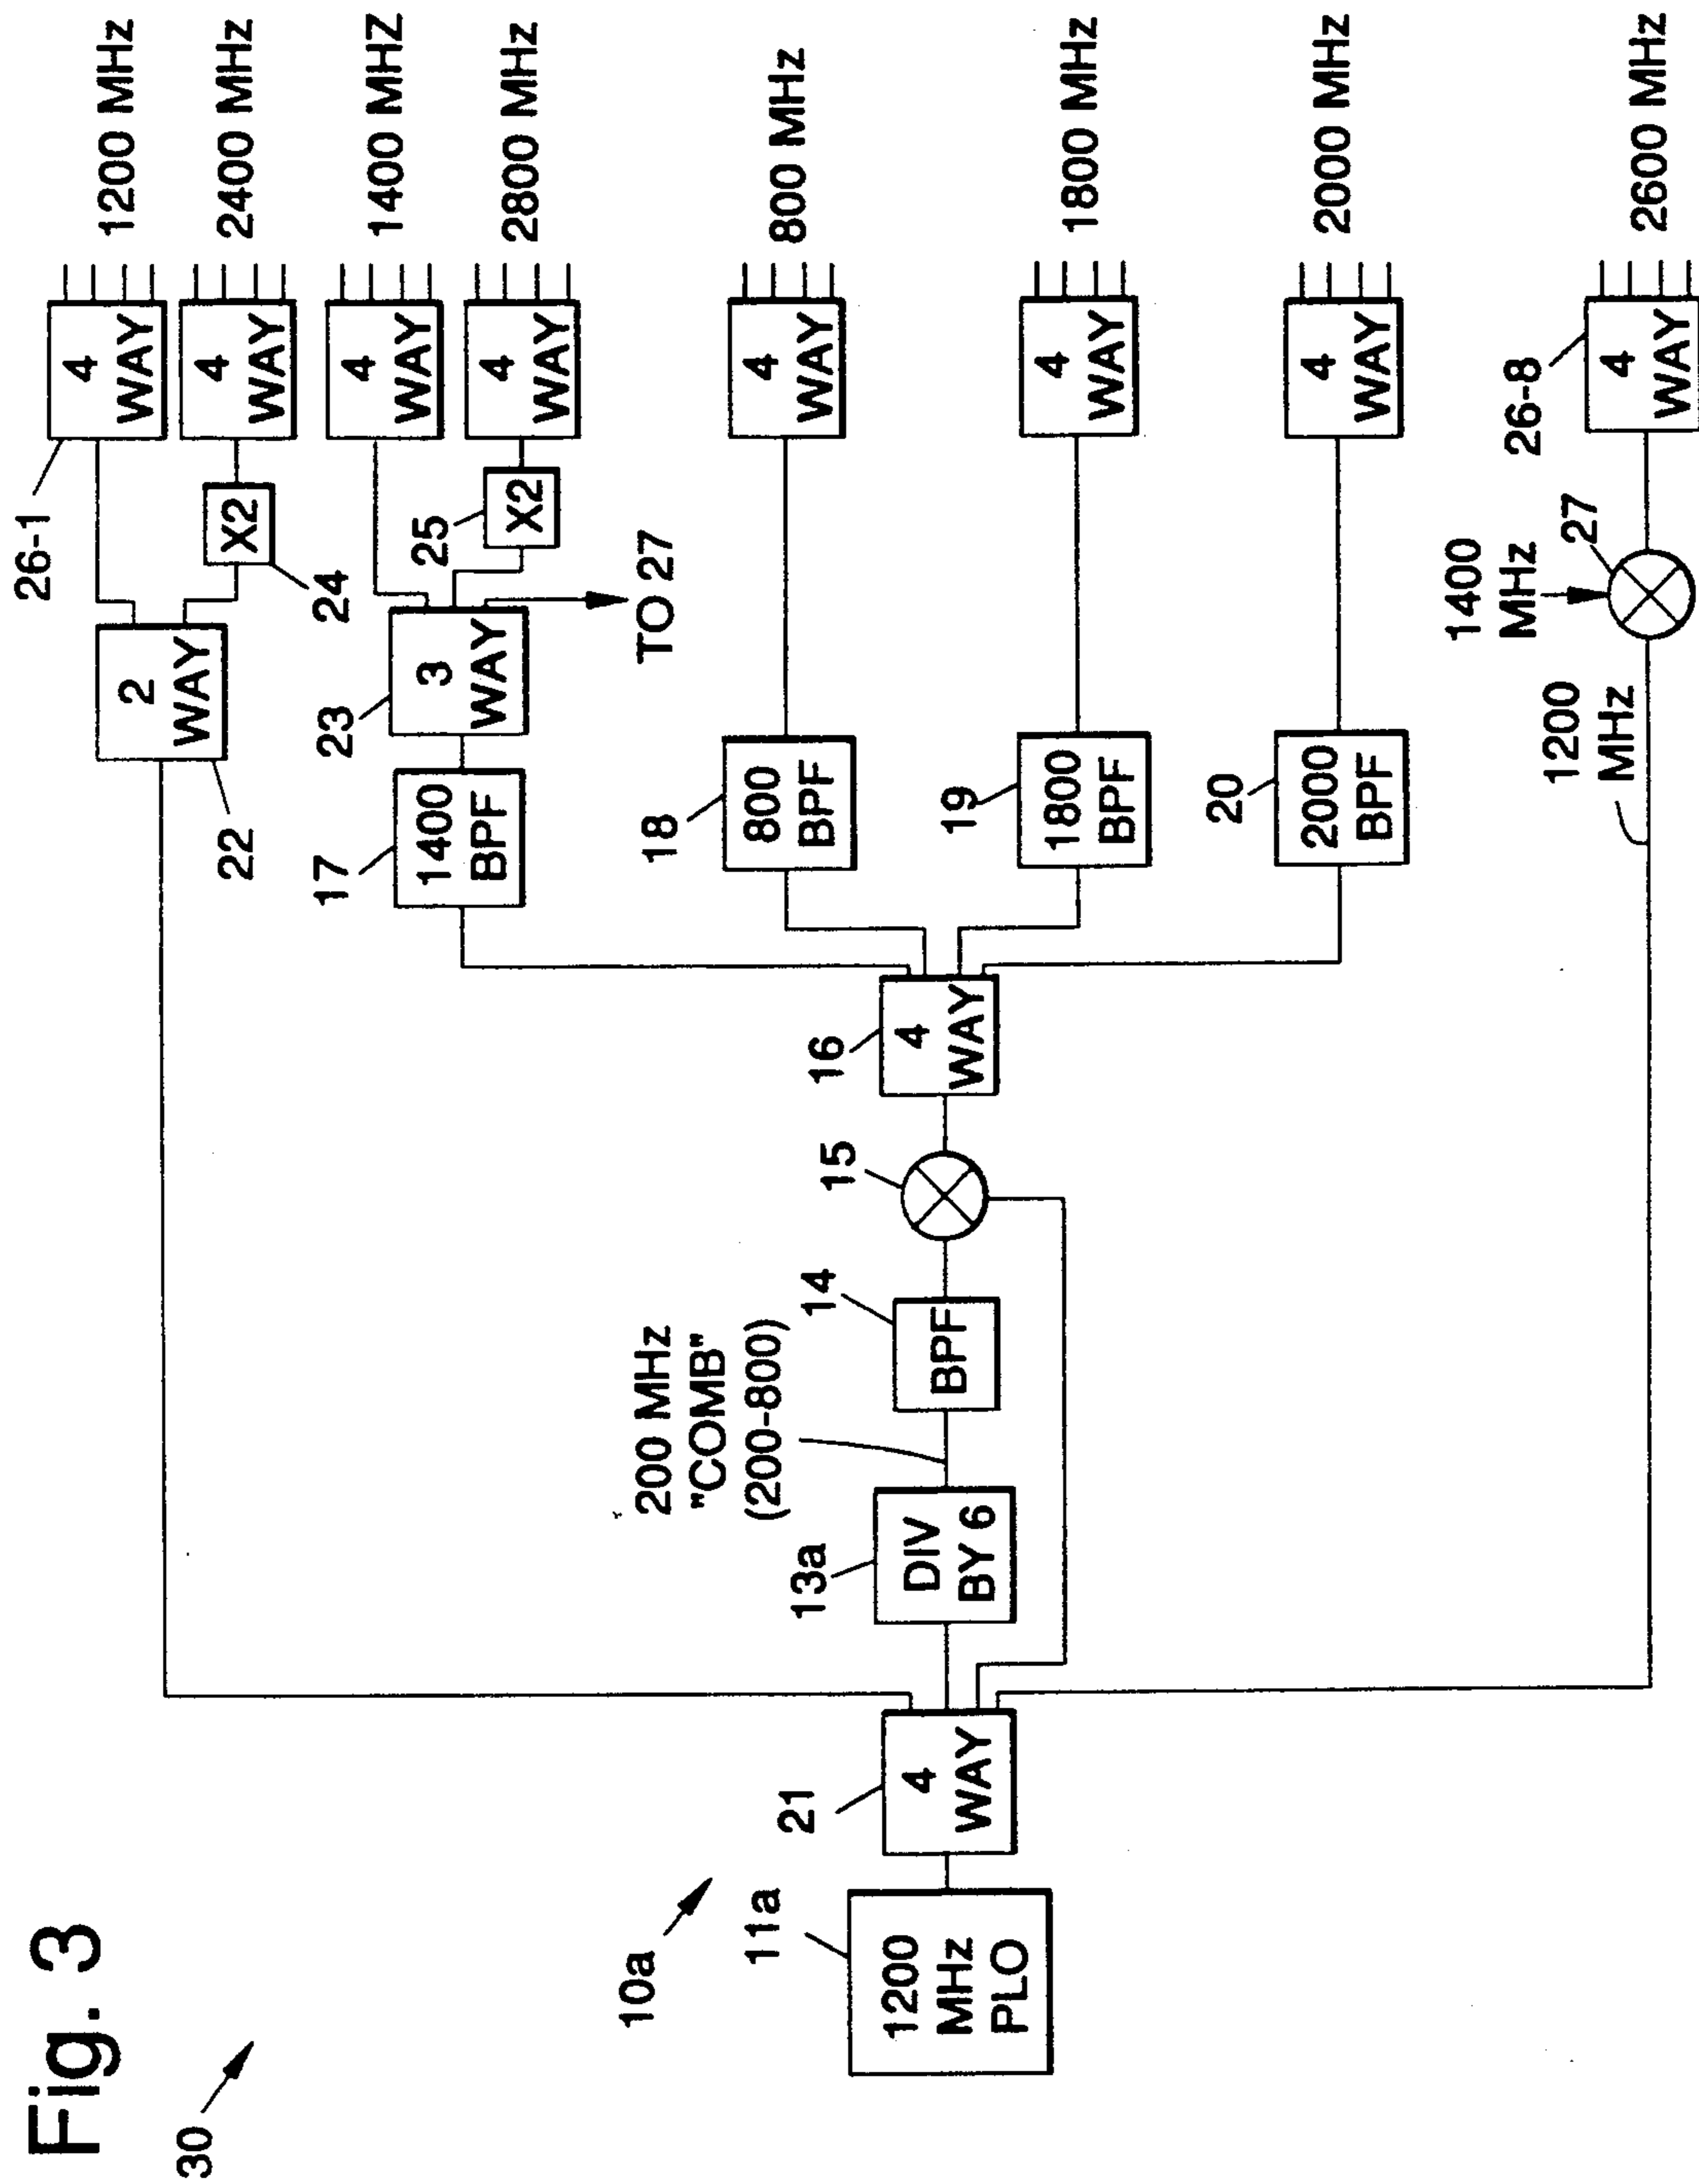 Fig. 3
30
10a
11a
1200
MHz
PLO
21
4
WAY
13a
DIV
BY 6
200 MHz
"COMB"
(200-800)
14
BPF
15
16
4
WAY
22
2
WAY
26-1
4
WAY
1200 MHz
24
X2
4
WAY
2400 MHz
17
1400
BPF
23
3
WAY
4
WAY
1400 MHZ
25
X2
4
WAY
2800 MHz
TO 27
18
800
BPF
4
WAY
800 MHz
19
1800
BPF
4
WAY
1800 MHz
20
2000
BPF
4
WAY
2000 MHz
1200
MHz
1400
MHz
27
26-8
4
WAY
2600 MHz